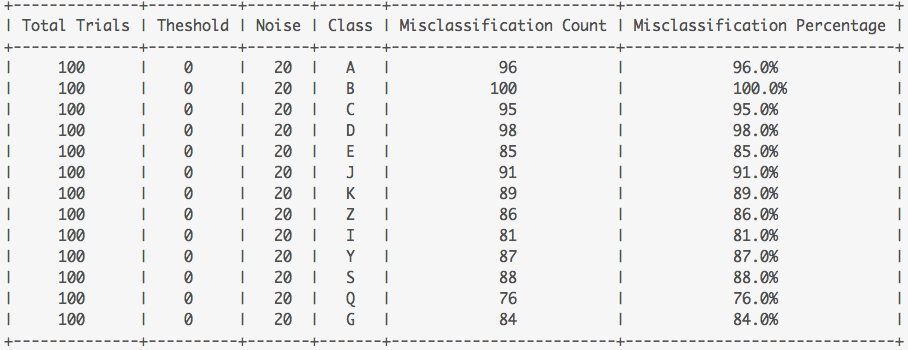 +--------------+-----------+-------+-------+-------------------------+------------------------------+
| Total Trials | Theshold | Noise | Class | Misclassification Count | Misclassification Percentage |
+--------------+-----------+-------+-------+-------------------------+------------------------------+
| 100 | 0 | 20 | A | 96 | 96.0% |
| 100 | 0 | 20 | B | 100 | 100.0% |
| 100 | 0 | 20 | C | 95 | 95.0% |
| 100 | 0 | 20 | D | 98 | 98.0% |
| 100 | 0 | 20 | E | 85 | 85.0% |
| 100 | 0 | 20 | J | 91 | 91.0% |
| 100 | 0 | 20 | K | 89 | 89.0% |
| 100 | 0 | 20 | Z | 86 | 86.0% |
| 100 | 0 | 20 | I | 81 | 81.0% |
| 100 | 0 | 20 | Y | 87 | 87.0% |
| 100 | 0 | 20 | S | 88 | 88.0% |
| 100 | 0 | 20 | Q | 76 | 76.0% |
| 100 | 0 | 20 | G | 84 | 84.0% |
+--------------+-----------+-------+-------+-------------------------+------------------------------+